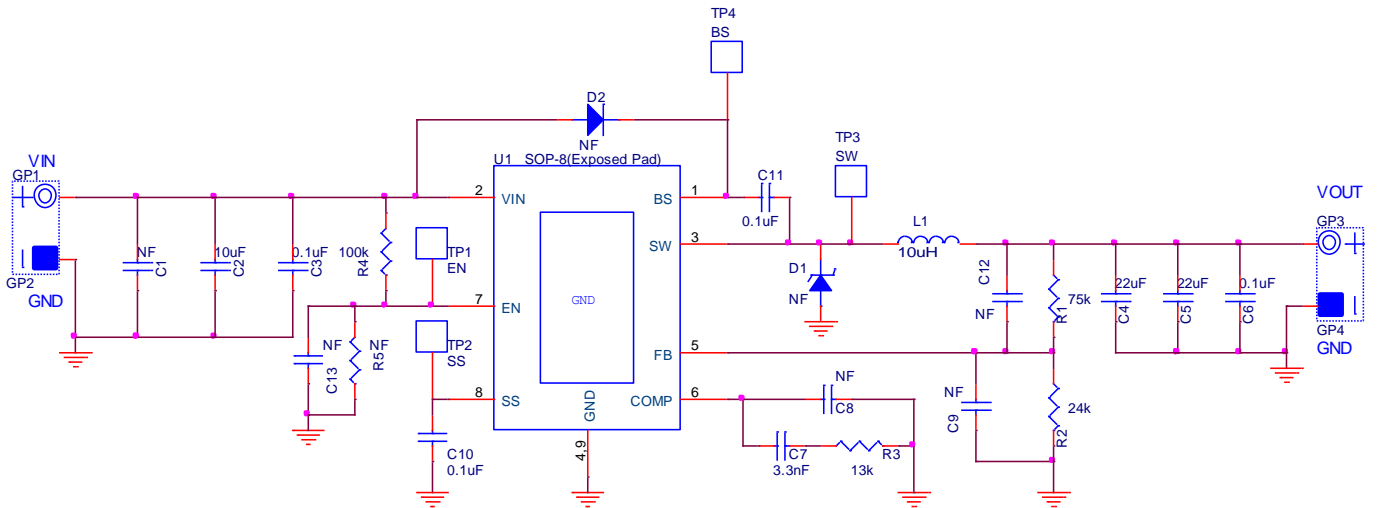 TP4
BS
D2
NF
U1 SOP-8(Exposed Pad)
TP3
SW
VIN
GP1
GP2
GND
NF
C1
10uF
C2
0.1uF
C3
100k
R4
TP1
EN
TP2
SS
NF
C13
NF
R5
C10
0.1uF
2
VIN
7
EN
8
SS
GND
GND
4,9
BS
1
SW
3
FB
5
COMP
6
C11
0.1uF
D1
NF
L1
10uH
C12
NF
75k
R1
22uF
C4
22uF
C5
0.1uF
C6
VOUT
GP3
GP4
GND
NF
C8
C7
3.3nF
R3
13k
NF
C9
24k
R2